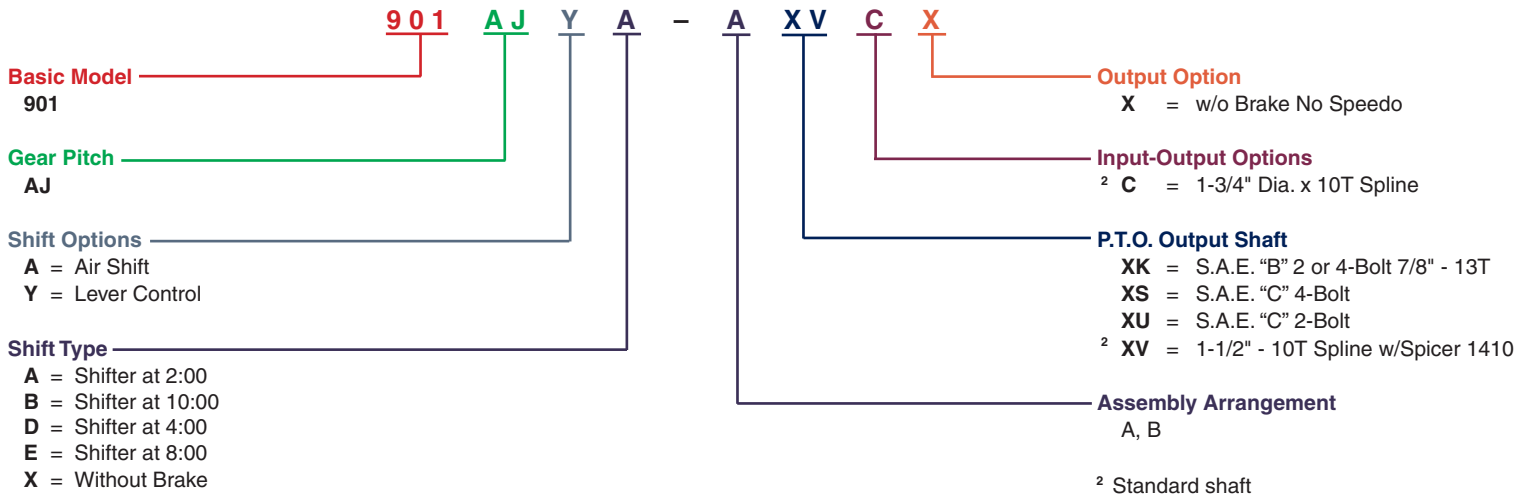 901 AJ Y A – A XV C X
Basic Model
901
Gear Pitch
AJ
Shift Options
A = Air Shift
Y = Lever Control
Shift Type
A = Shifter at 2:00
B = Shifter at 10:00
D = Shifter at 4:00
E = Shifter at 8:00
X = Without Brake
Output Option
X = w/o Brake No Speedo
Input-Output Options
² C = 1-3/4" Dia. x 10T Spline
P.T.O. Output Shaft
XK = S.A.E. “B” 2 or 4-Bolt 7/8" - 13T
XS = S.A.E. “C” 4-Bolt
XU = S.A.E. “C” 2-Bolt
² XV = 1-1/2" - 10T Spline w/Spicer 1410
Assembly Arrangement
A, B
² Standard shaft